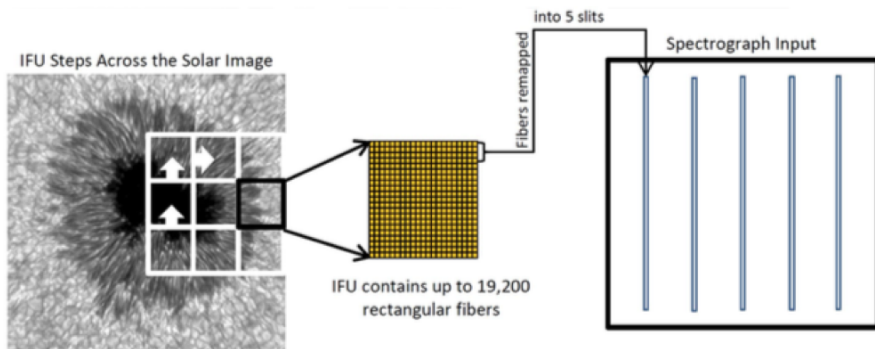 into 5 slits
Spectrograph Input
IFU Steps Across the Solar Image
Fibers remapped
IFU contains up to 19,200
rectangular fibers